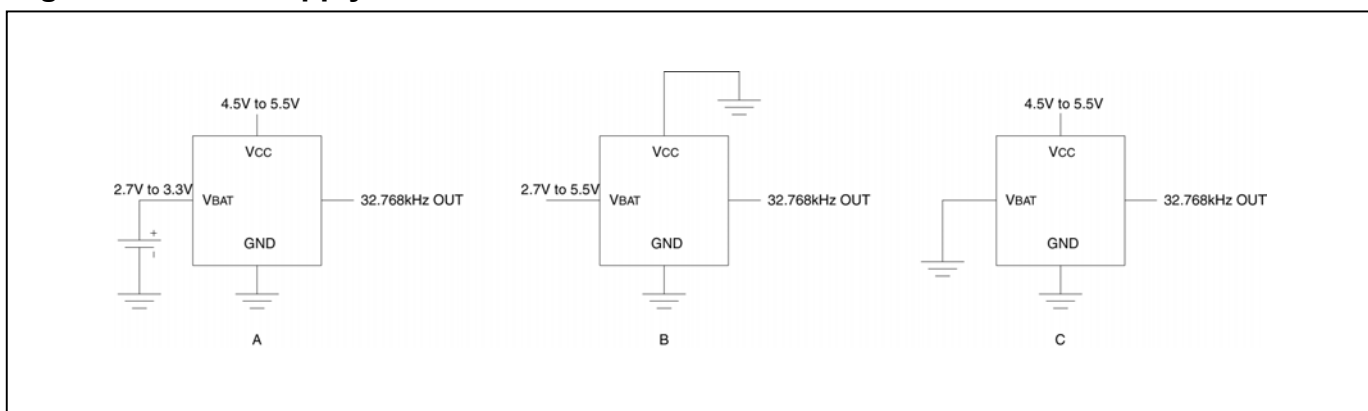 pply
4.5V to 5.5V
VCC
2.7V to 3.3V
VBAT
32.768kHz OUT
GND
A
VCC
2.7V to 5.5V
VBAT
32.768kHz OUT
GND
B
4.5V to 5.5V
VCC
VBAT
32.768kHz OUT
GND
C